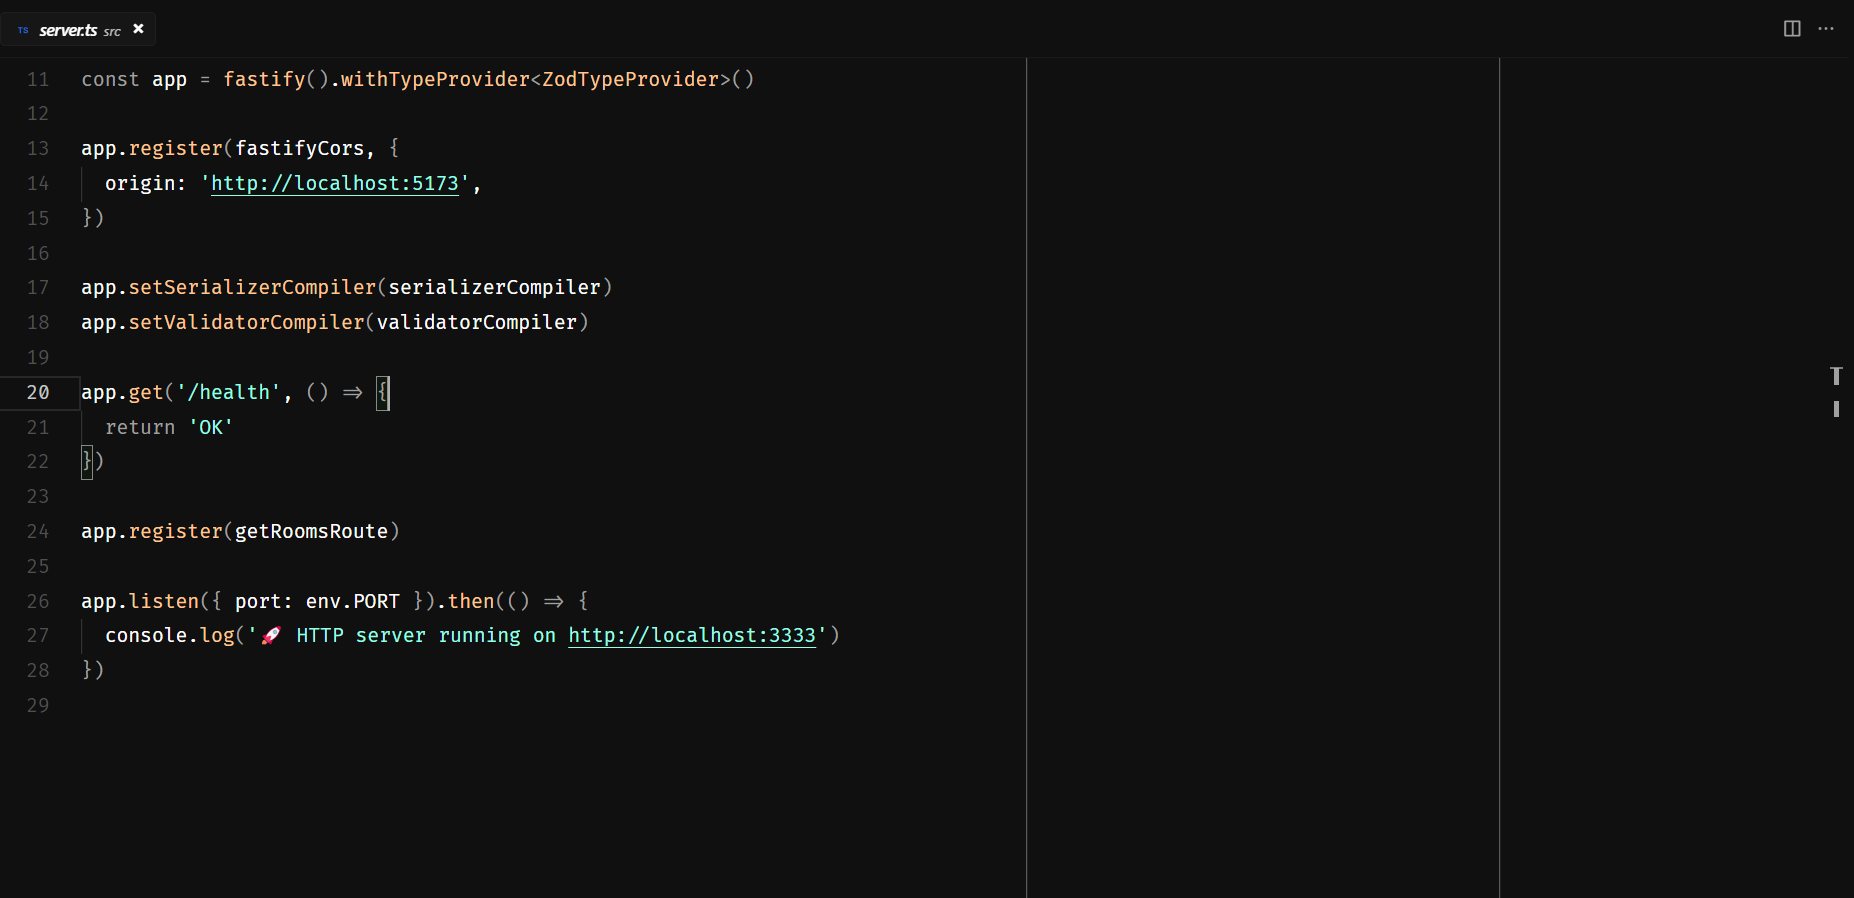 TS server.ts src ✖
11 const app = fastify().withTypeProvider<ZodTypeProvider>()
12
13 app.register(fastifyCors, {
14   origin: 'http://localhost:5173',
15 })
16
17 app.setSerializerCompiler(serializerCompiler)
18 app.setValidatorCompiler(validatorCompiler)
19
20 app.get('/health', () => {
21   return 'OK'
22 })
23
24 app.register(getRoomsRoute)
25
26 app.listen({ port: env.PORT }).then(() => {
27   console.log('🚀 HTTP server running on http://localhost:3333')
28 })
29